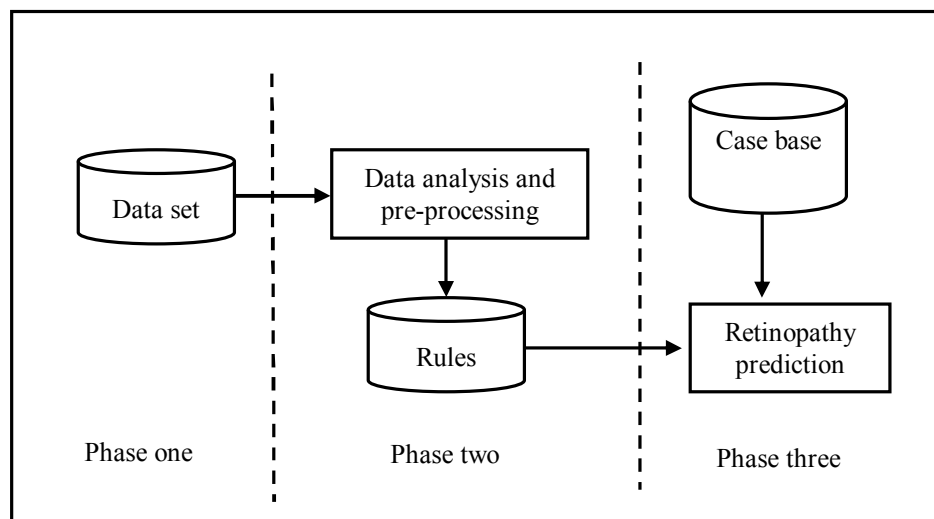 Data set
Data analysis and
pre-processing
Rules
Case base
Retinopathy
prediction
Phase one
Phase two
Phase three